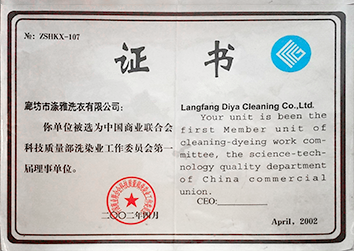 №: ZSHKX-107
证 书
廊坊市涤雅洗衣有限公司:
你单位被选为中国商业联合会
科技质量部洗染业工作委员会第一
届理事单位。
二〇〇二年四月
Langfang Diya Cleaning Co.,Ltd.
Your unit is been the
first Member unit of
cleaning-dyeing work com-
mittee, the science-tech-
nology quality department
of China commercial
union.
CEO:
April, 2002